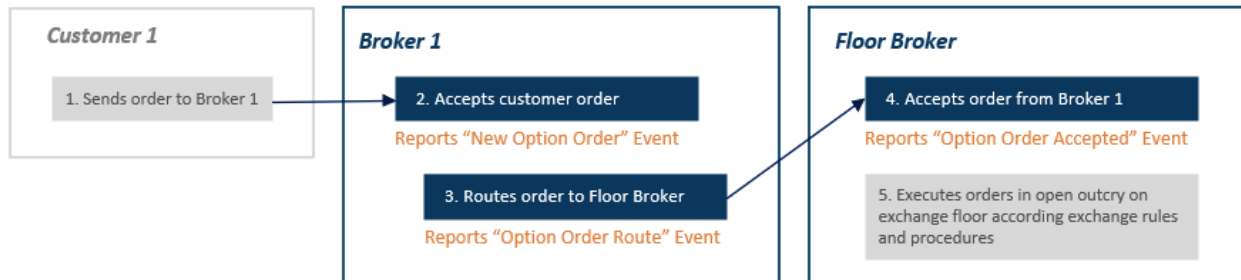 Customer 1
1. Sends order to Broker 1
Broker 1
2. Accepts customer order
Reports “New Option Order” Event
3. Routes order to Floor Broker
Reports “Option Order Route” Event
Floor Broker
4. Accepts order from Broker 1
Reports “Option Order Accepted” Event
5. Executes orders in open outcry on
exchange floor according exchange rules
and procedures